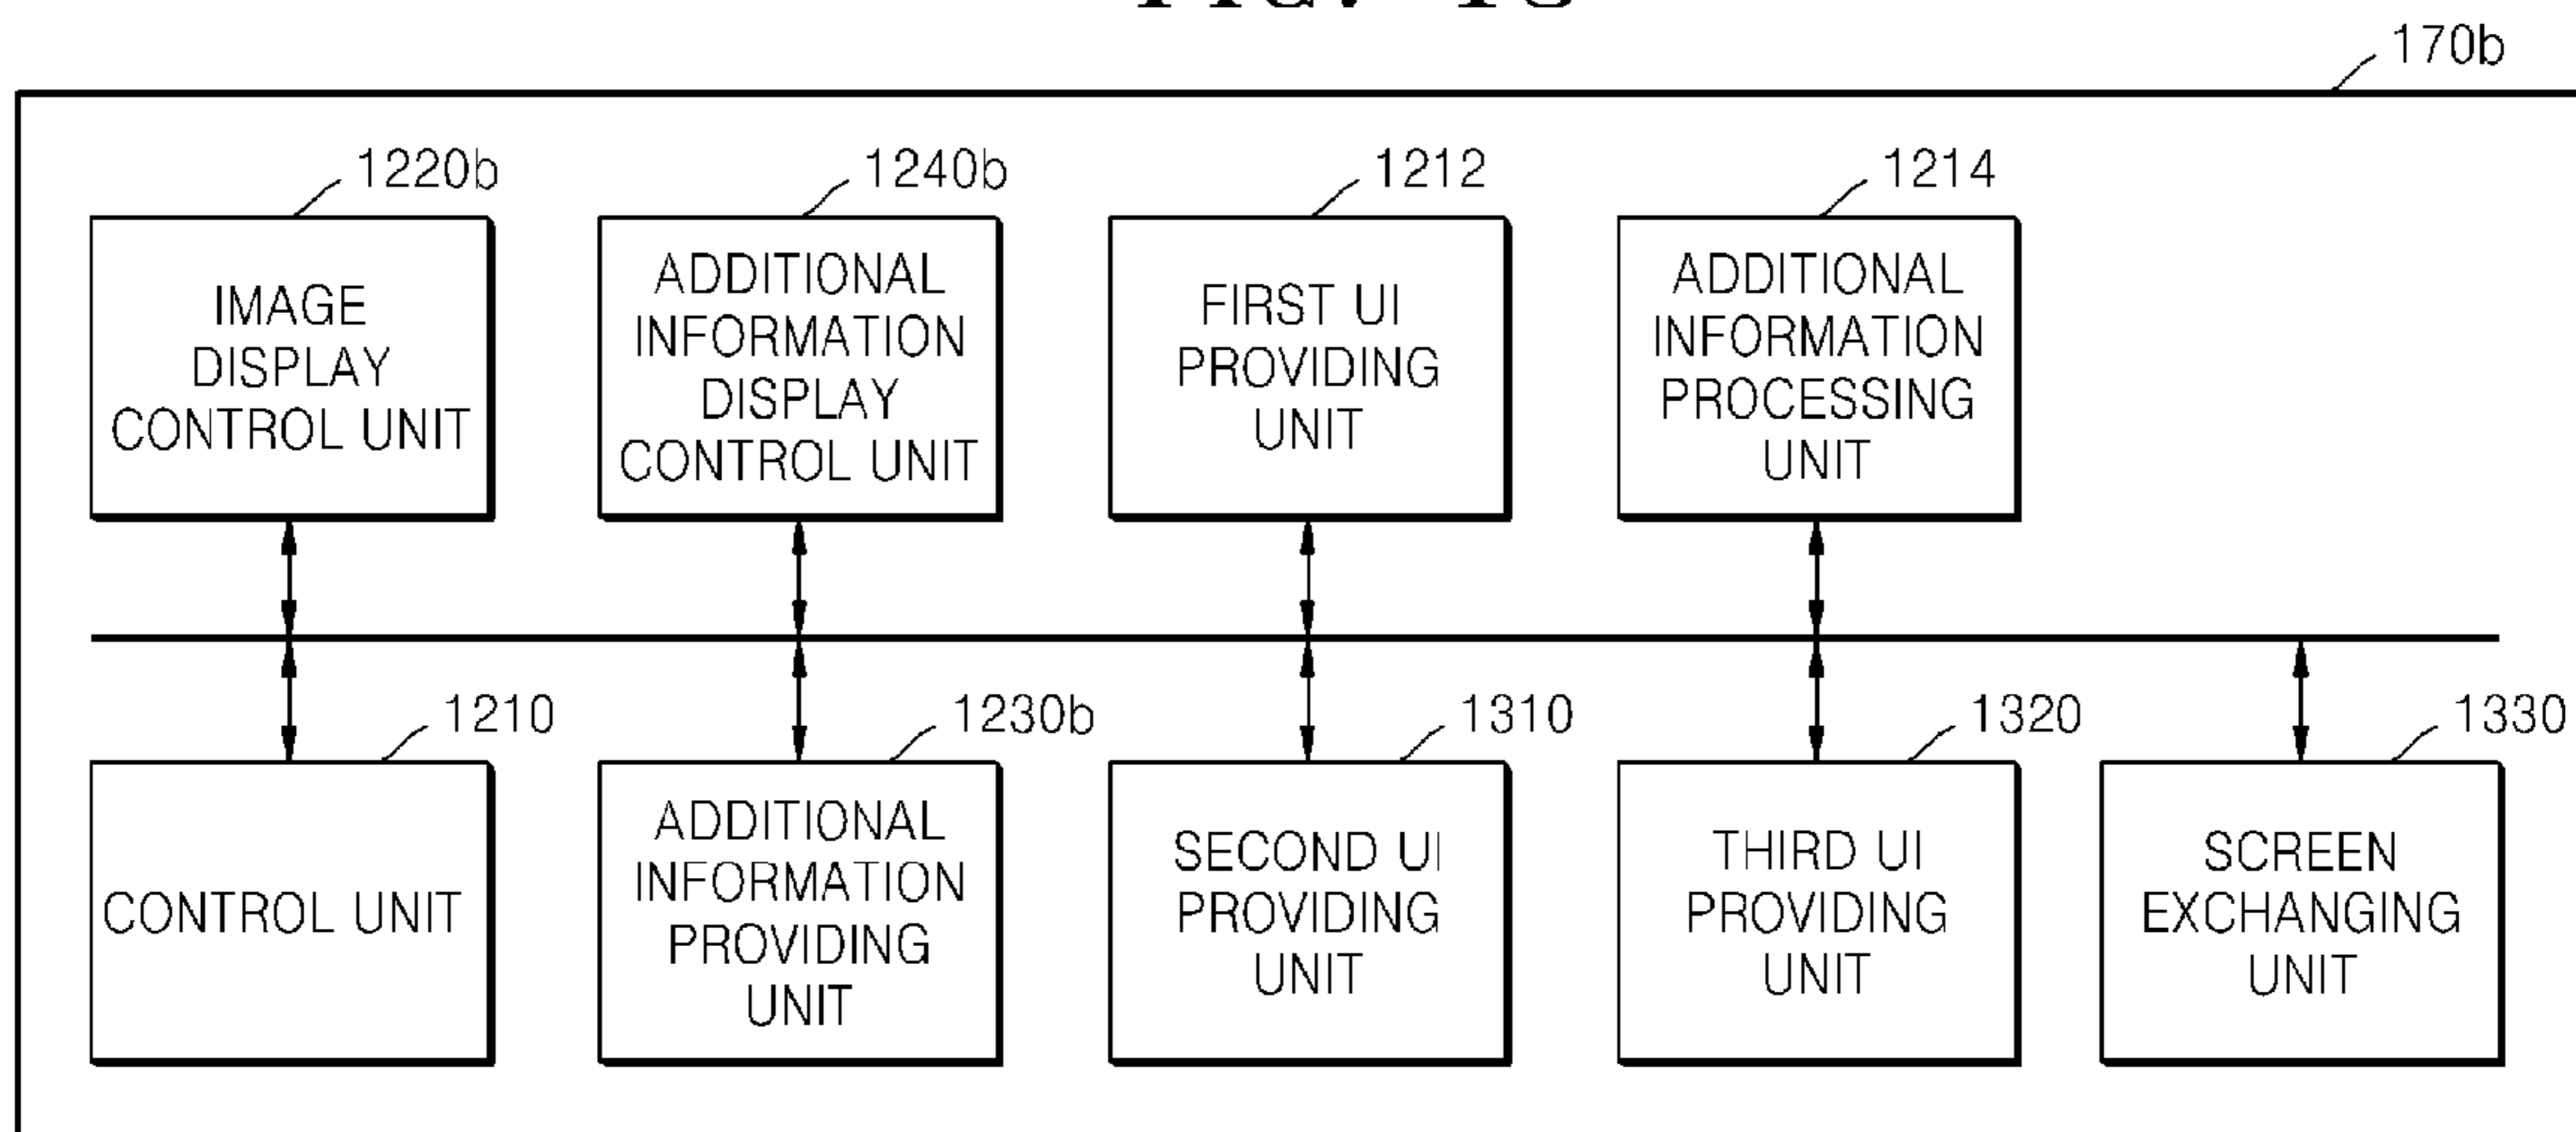 170b
1220b
1240b
1212
1214
IMAGE
DISPLAY
CONTROL UNIT
ADDITIONAL
INFORMATION
DISPLAY
CONTROL UNIT
FIRST UI
PROVIDING
UNIT
ADDITIONAL
INFORMATION
PROCESSING
UNIT
1210
1230b
1310
1320
1330
CONTROL UNIT
ADDITIONAL
INFORMATION
PROVIDING
UNIT
SECOND UI
PROVIDING
UNIT
THIRD UI
PROVIDING
UNIT
SCREEN
EXCHANGING
UNIT